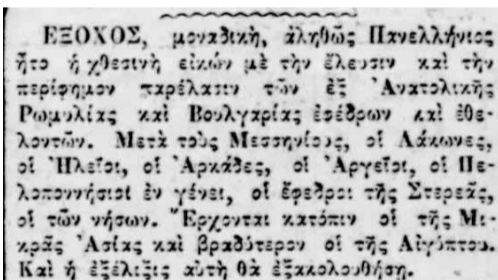 ΕΞΟΧΟΣ, μοναδικὴ, ἀληθῶς Πανελλήνιος
ἦτο ἡ χθεσινὴ εἰκὼν μὲ τὴν ἔλευσιν καὶ τὴν
περίφημον παρέλασιν τῶν ἐξ Ἀνατολικῆς
Ρωμυλίας καὶ Βουλγαρίας ἐφέδρων καὶ ἐθε-
λοντῶν. Μετὰ τοὺς Μεσσηνίους, οἱ Λάκωνες,
οἱ Ἠλεῖοι, οἱ Ἀρκάδες, οἱ Ἀργεῖοι, οἱ Πε-
λοποννήσιοι ἐν γένει, οἱ ἔφεδροι τῆς Στερεᾶς,
οἱ τῶν νήσων. Ἔρχονται κατόπιν οἱ τῆς Μι-
κρᾶς Ἀσίας καὶ βραδύτερον οἱ τῆς Αἰγύπτου.
Καὶ ἡ ἐξέλιξις αὐτὴ θὰ ἐξακολουθήσῃ.